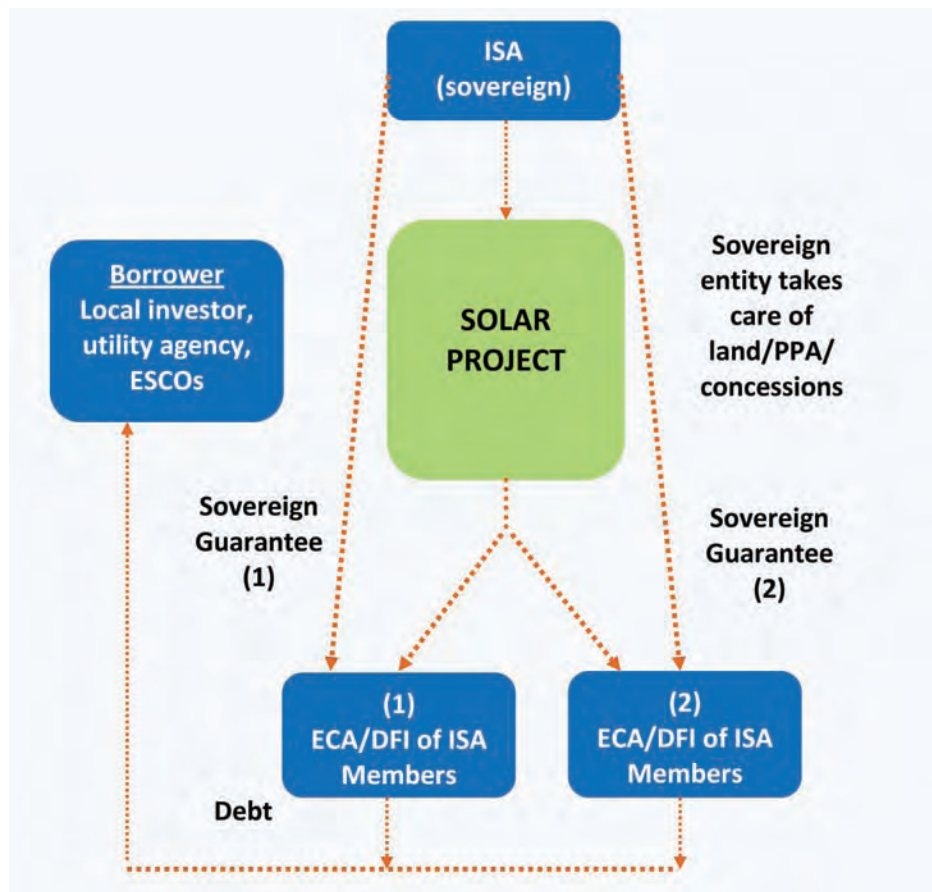 ISA
(sovereign)
Borrower
Local investor,
utility agency,
ESCOs
SOLAR
PROJECT
Sovereign
entity takes
care of
land/PPA/
concessions
Sovereign
Guarantee
(1)
Sovereign
Guarantee
(2)
(1)
ECA/DFI of ISA
Members
(2)
ECA/DFI of ISA
Members
Debt